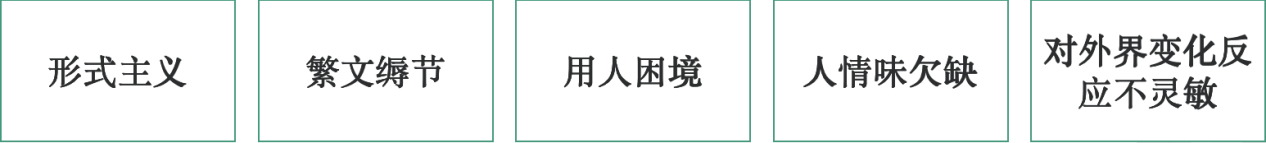 形式主义
繁文缛节
用人困境
人情味欠缺
对外界变化反
应不灵敏